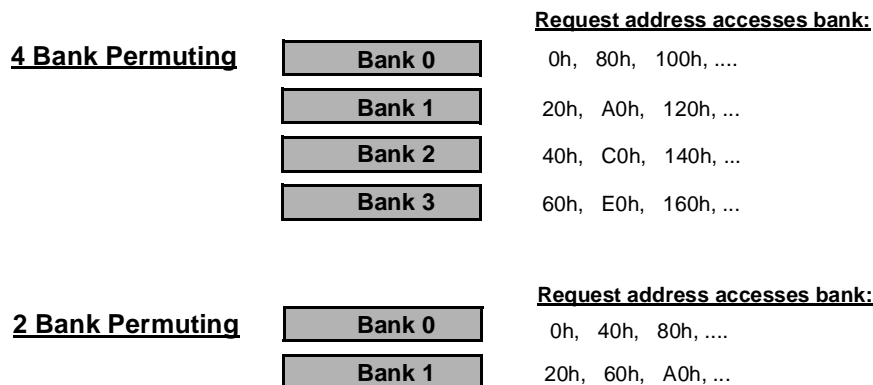 Request address accesses bank:
4 Bank Permuting Bank 0 0h, 80h, 100h, ....
Bank 1 20h, A0h, 120h, ...
Bank 2 40h, C0h, 140h, ...
Bank 3 60h, E0h, 160h, ...
Request address accesses bank:
2 Bank Permuting Bank 0 0h, 40h, 80h, ....
Bank 1 20h, 60h, A0h, ...